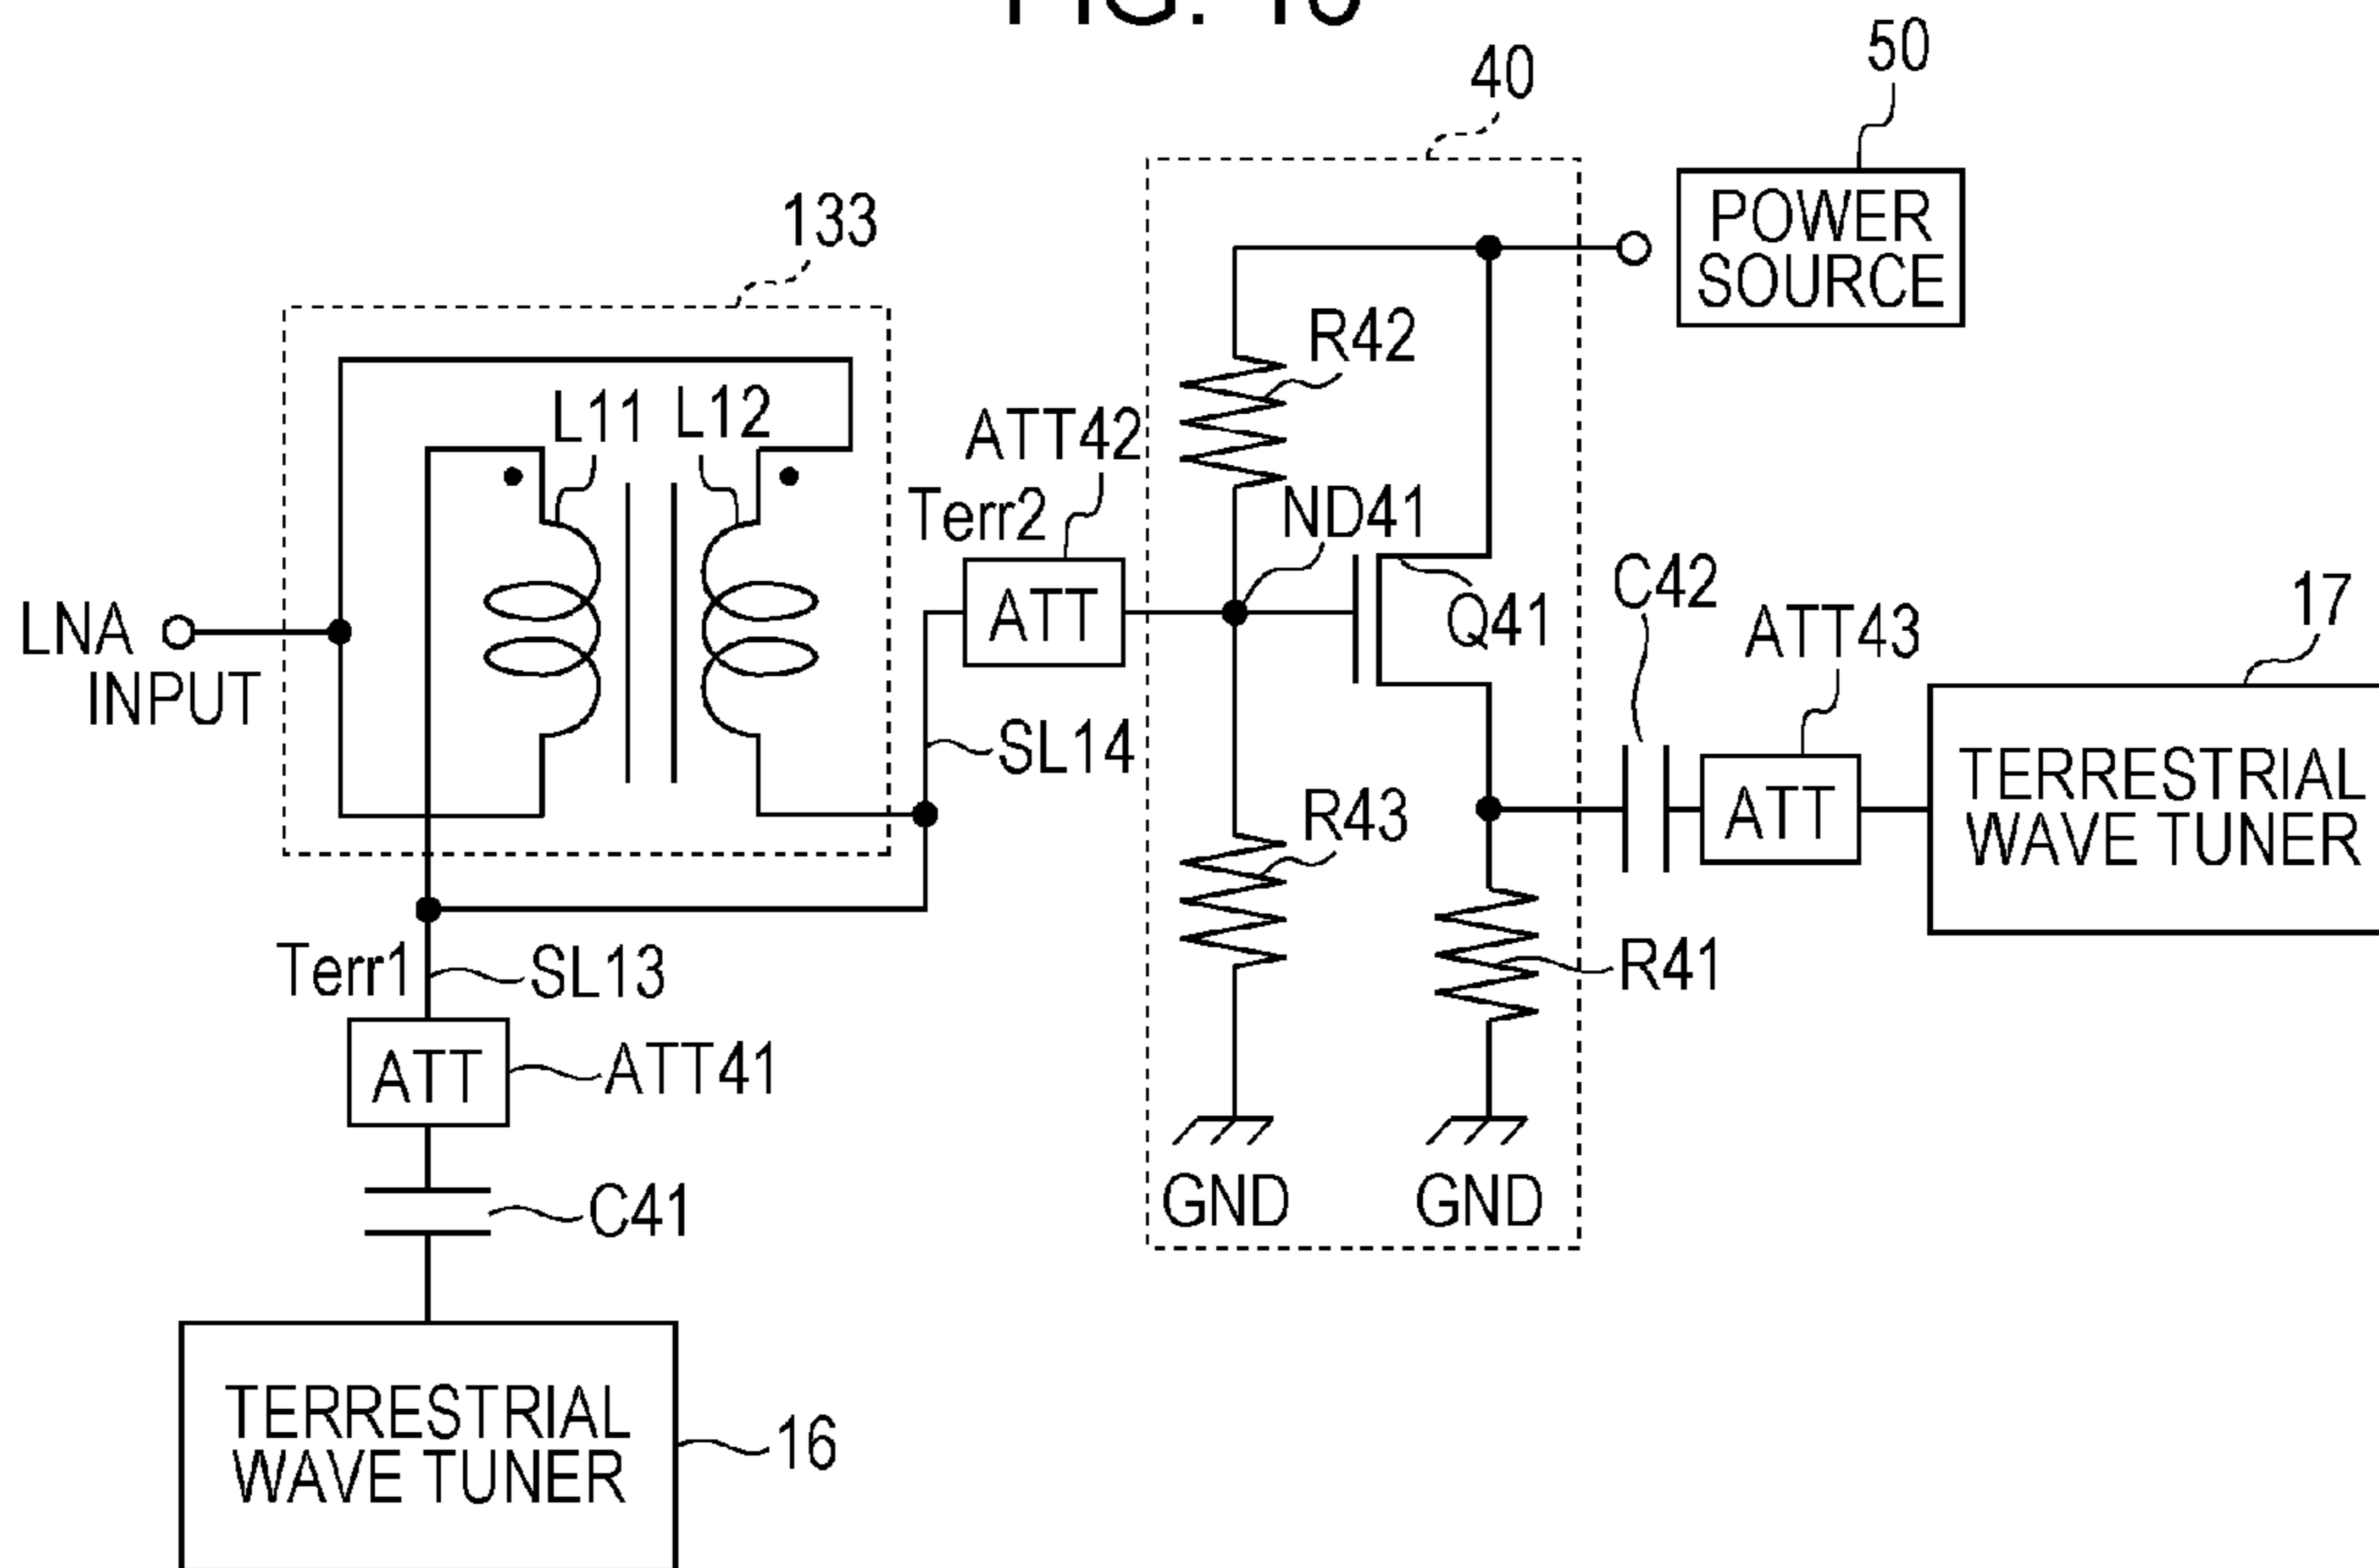 50
40
POWER
SOURCE
133
R42
L11
L12
ATT42
Terr2
ND41
ATT
Q41
C42
ATT43
17
LNA
INPUT
SL14
TERRESTRIAL
WAVE TUNER
ATT
R43
R41
Terr1
SL13
ATT
ATT41
GND
GND
C41
TERRESTRIAL
WAVE TUNER
16